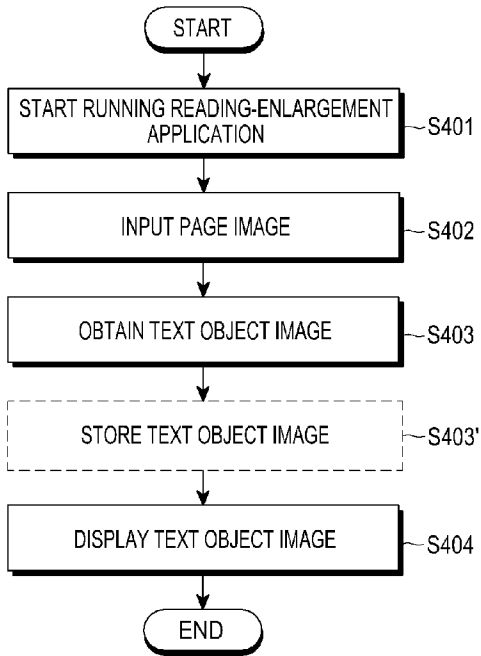 START
START RUNNING READING-ENLARGEMENT
APPLICATION
S401
INPUT PAGE IMAGE
S402
OBTAIN TEXT OBJECT IMAGE
S403
STORE TEXT OBJECT IMAGE
S403'
DISPLAY TEXT OBJECT IMAGE
S404
END